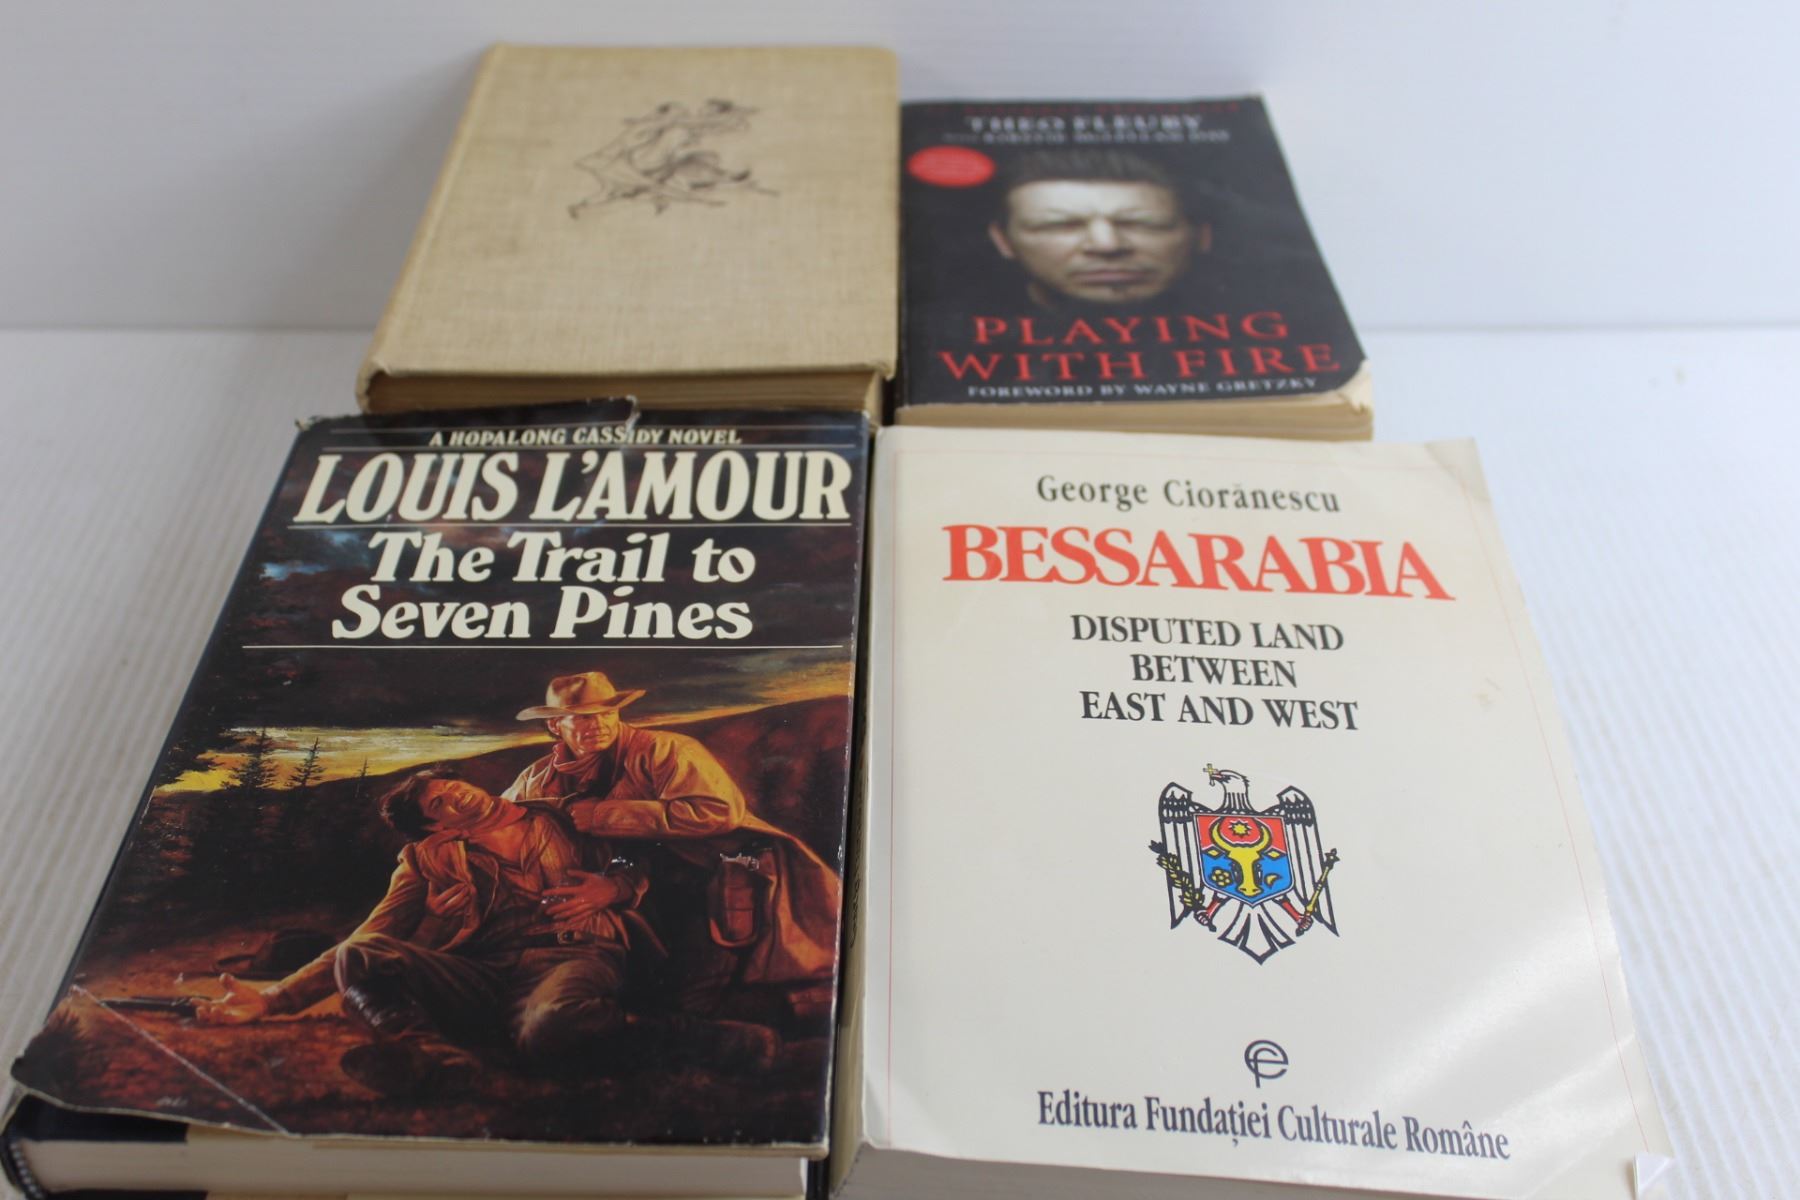 THEO FLEURY
PLAYING
WITH FIRE
FOREWORD BY WAYNE GRETZKY
A HOPALONG CASSIDY NOVEL
LOUIS L'AMOUR
The Trail to
Seven Pines
George Ciorănescu
BESSARABIA
DISPUTED LAND
BETWEEN
EAST AND WEST
Editura Fundației Culturale Române